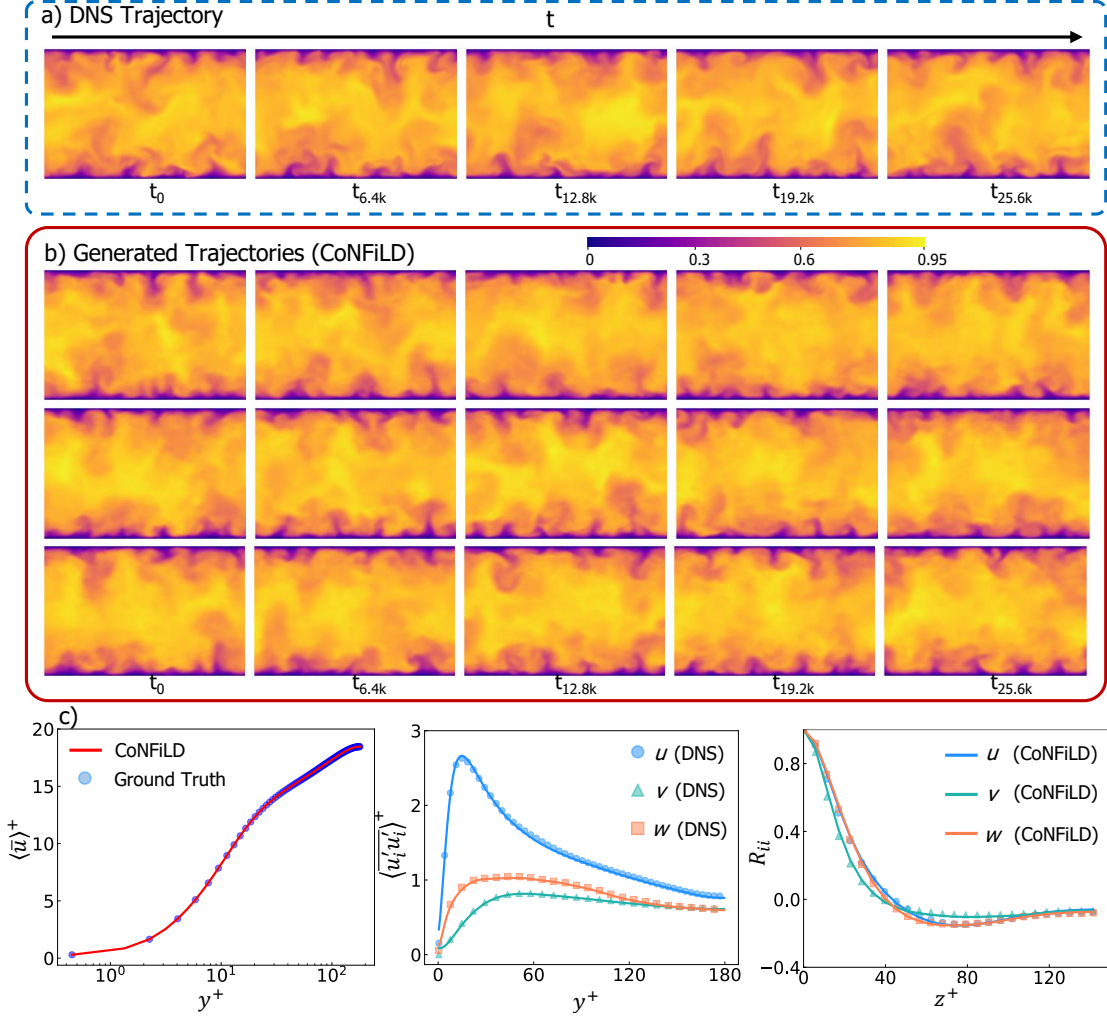 a) DNS Trajectory
t
t₀ t₆.₄ₖ t₁₂.₈ₖ t₁₉.₂ₖ t₂₅.₆ₖ
b) Generated Trajectories (CoNFiLD)
0 0.3 0.6 0.95
t₀ t₆.₄ₖ t₁₂.₈ₖ t₁₉.₂ₖ t₂₅.₆ₖ
c)
20
15
10
5
0
⟨ū⟩⁺
CoNFiLD
Ground Truth
10⁰ 10¹ 10²
y⁺
3
2
1
0
⟨\overline{u′ᵢu′ᵢ}⟩⁺
u (DNS)
v (DNS)
w (DNS)
0 60 120 180
y⁺
0.8
0.4
0.0
−0.4
Rᵢᵢ
u (CoNFiLD)
v (CoNFiLD)
w (CoNFiLD)
0 40 80 120
z⁺